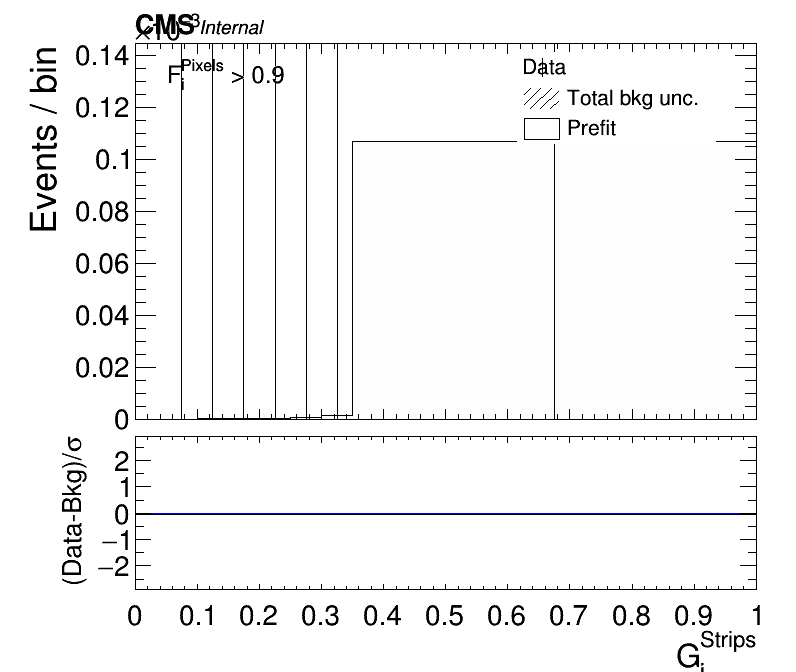 CMS Internal
×10³
Events / bin
0.14
0.12
0.1
0.08
0.06
0.04
0.02
0
F_i^Pixels > 0.9
Data
Total bkg unc.
Prefit
(Data-Bkg)/σ
2
1
0
−1
−2
0 0.1 0.2 0.3 0.4 0.5 0.6 0.7 0.8 0.9 1
G_i^Strips